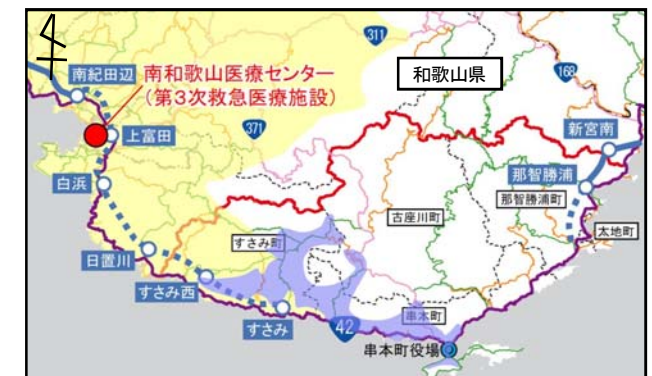 311
和歌山県
168
南紀田辺
南和歌山医療センター
(第3次救急医療施設)
371
新宮南
上富田
那智勝浦
白浜
那智勝浦町
古座川町
太地町
すさみ町
日置川
すさみ西
串本町
すさみ
42
串本町役場